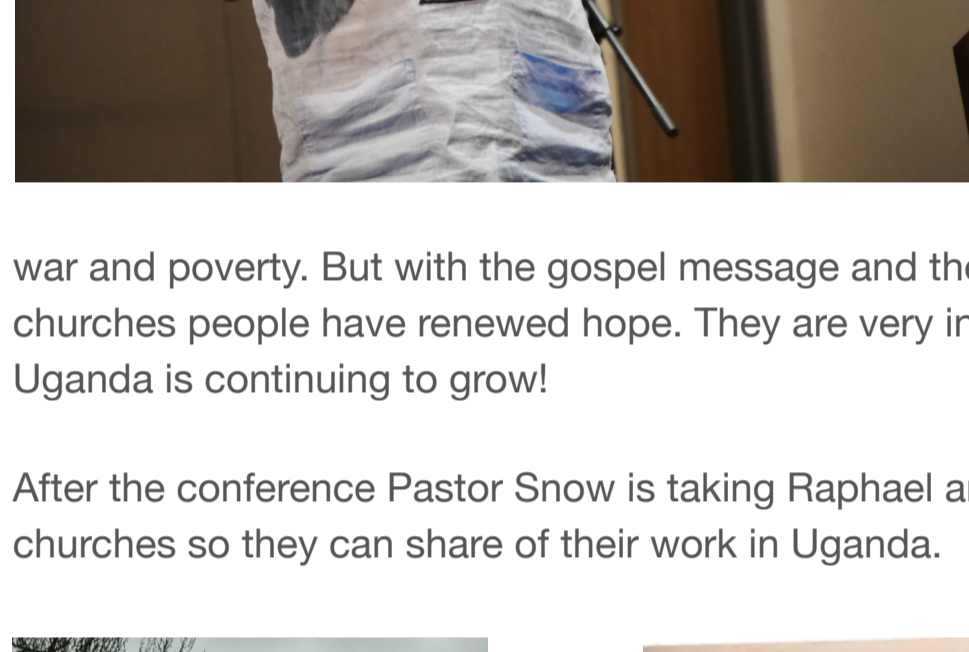 war and poverty. But with the gospel message and
churches people have renewed hope. They are very
Uganda is continuing to grow!
After the conference Pastor Snow is taking Raphael
churches so they can share of their work in Uganda.